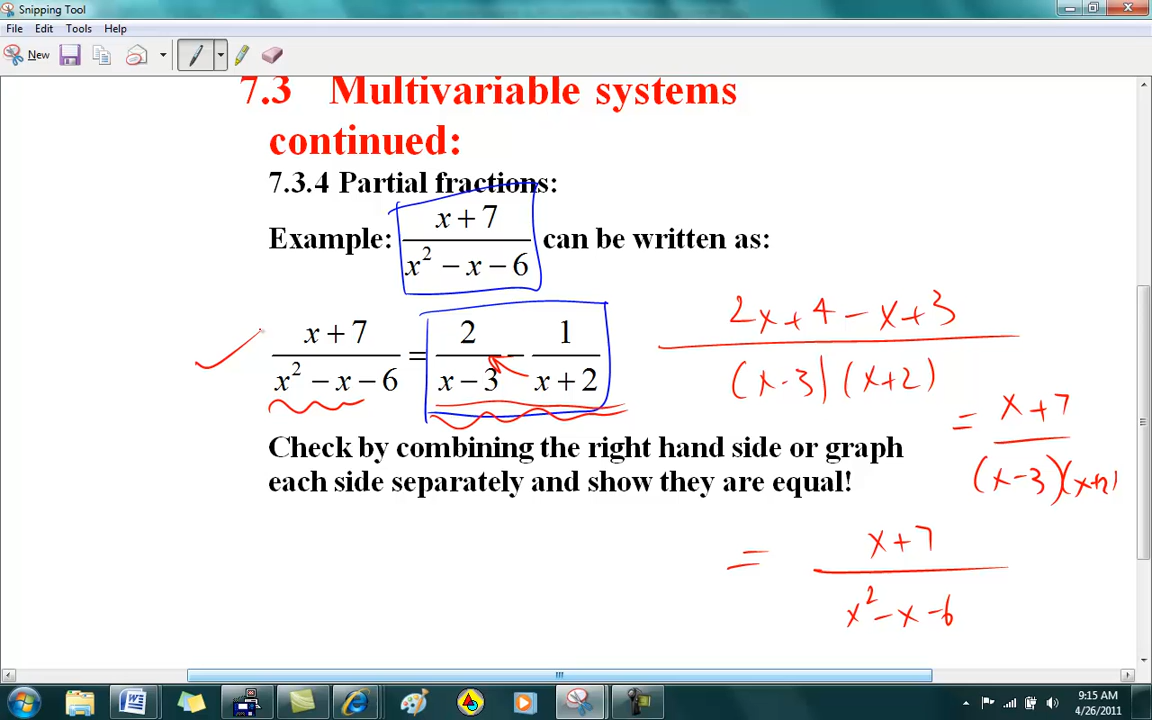 Snipping Tool
File Edit Tools Help
New
7.3 Multivariable systems
continued:
7.3.4 Partial fractions:
Example: (x + 7)/(x² − x − 6) can be written as:
(x + 7)/(x² − x − 6) = 2/(x − 3) − 1/(x + 2)
2x+4-x+3
(x-3)(x+2)
= x+7
(x-3)(x+2)
Check by combining the right hand side or graph
each side separately and show they are equal!
= x+7
x²-x-6
9:15 AM
4/26/2011